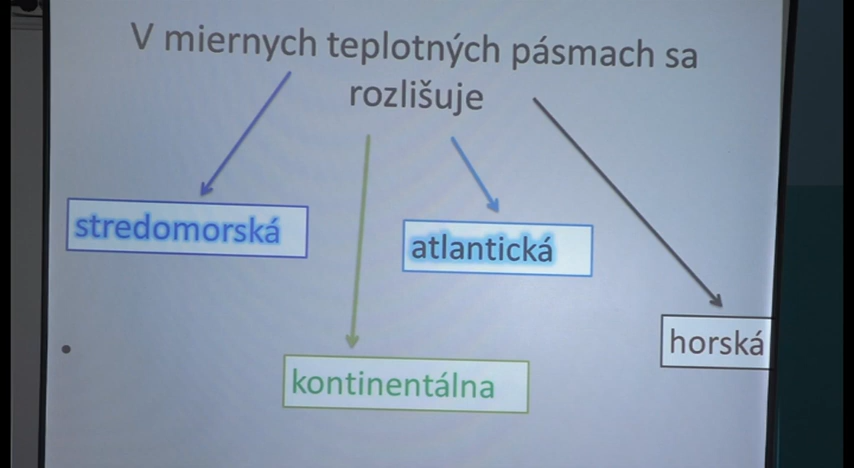 V miernych teplotných pásmach sa
rozlišuje
stredomorská
atlantická
horská
kontinentálna